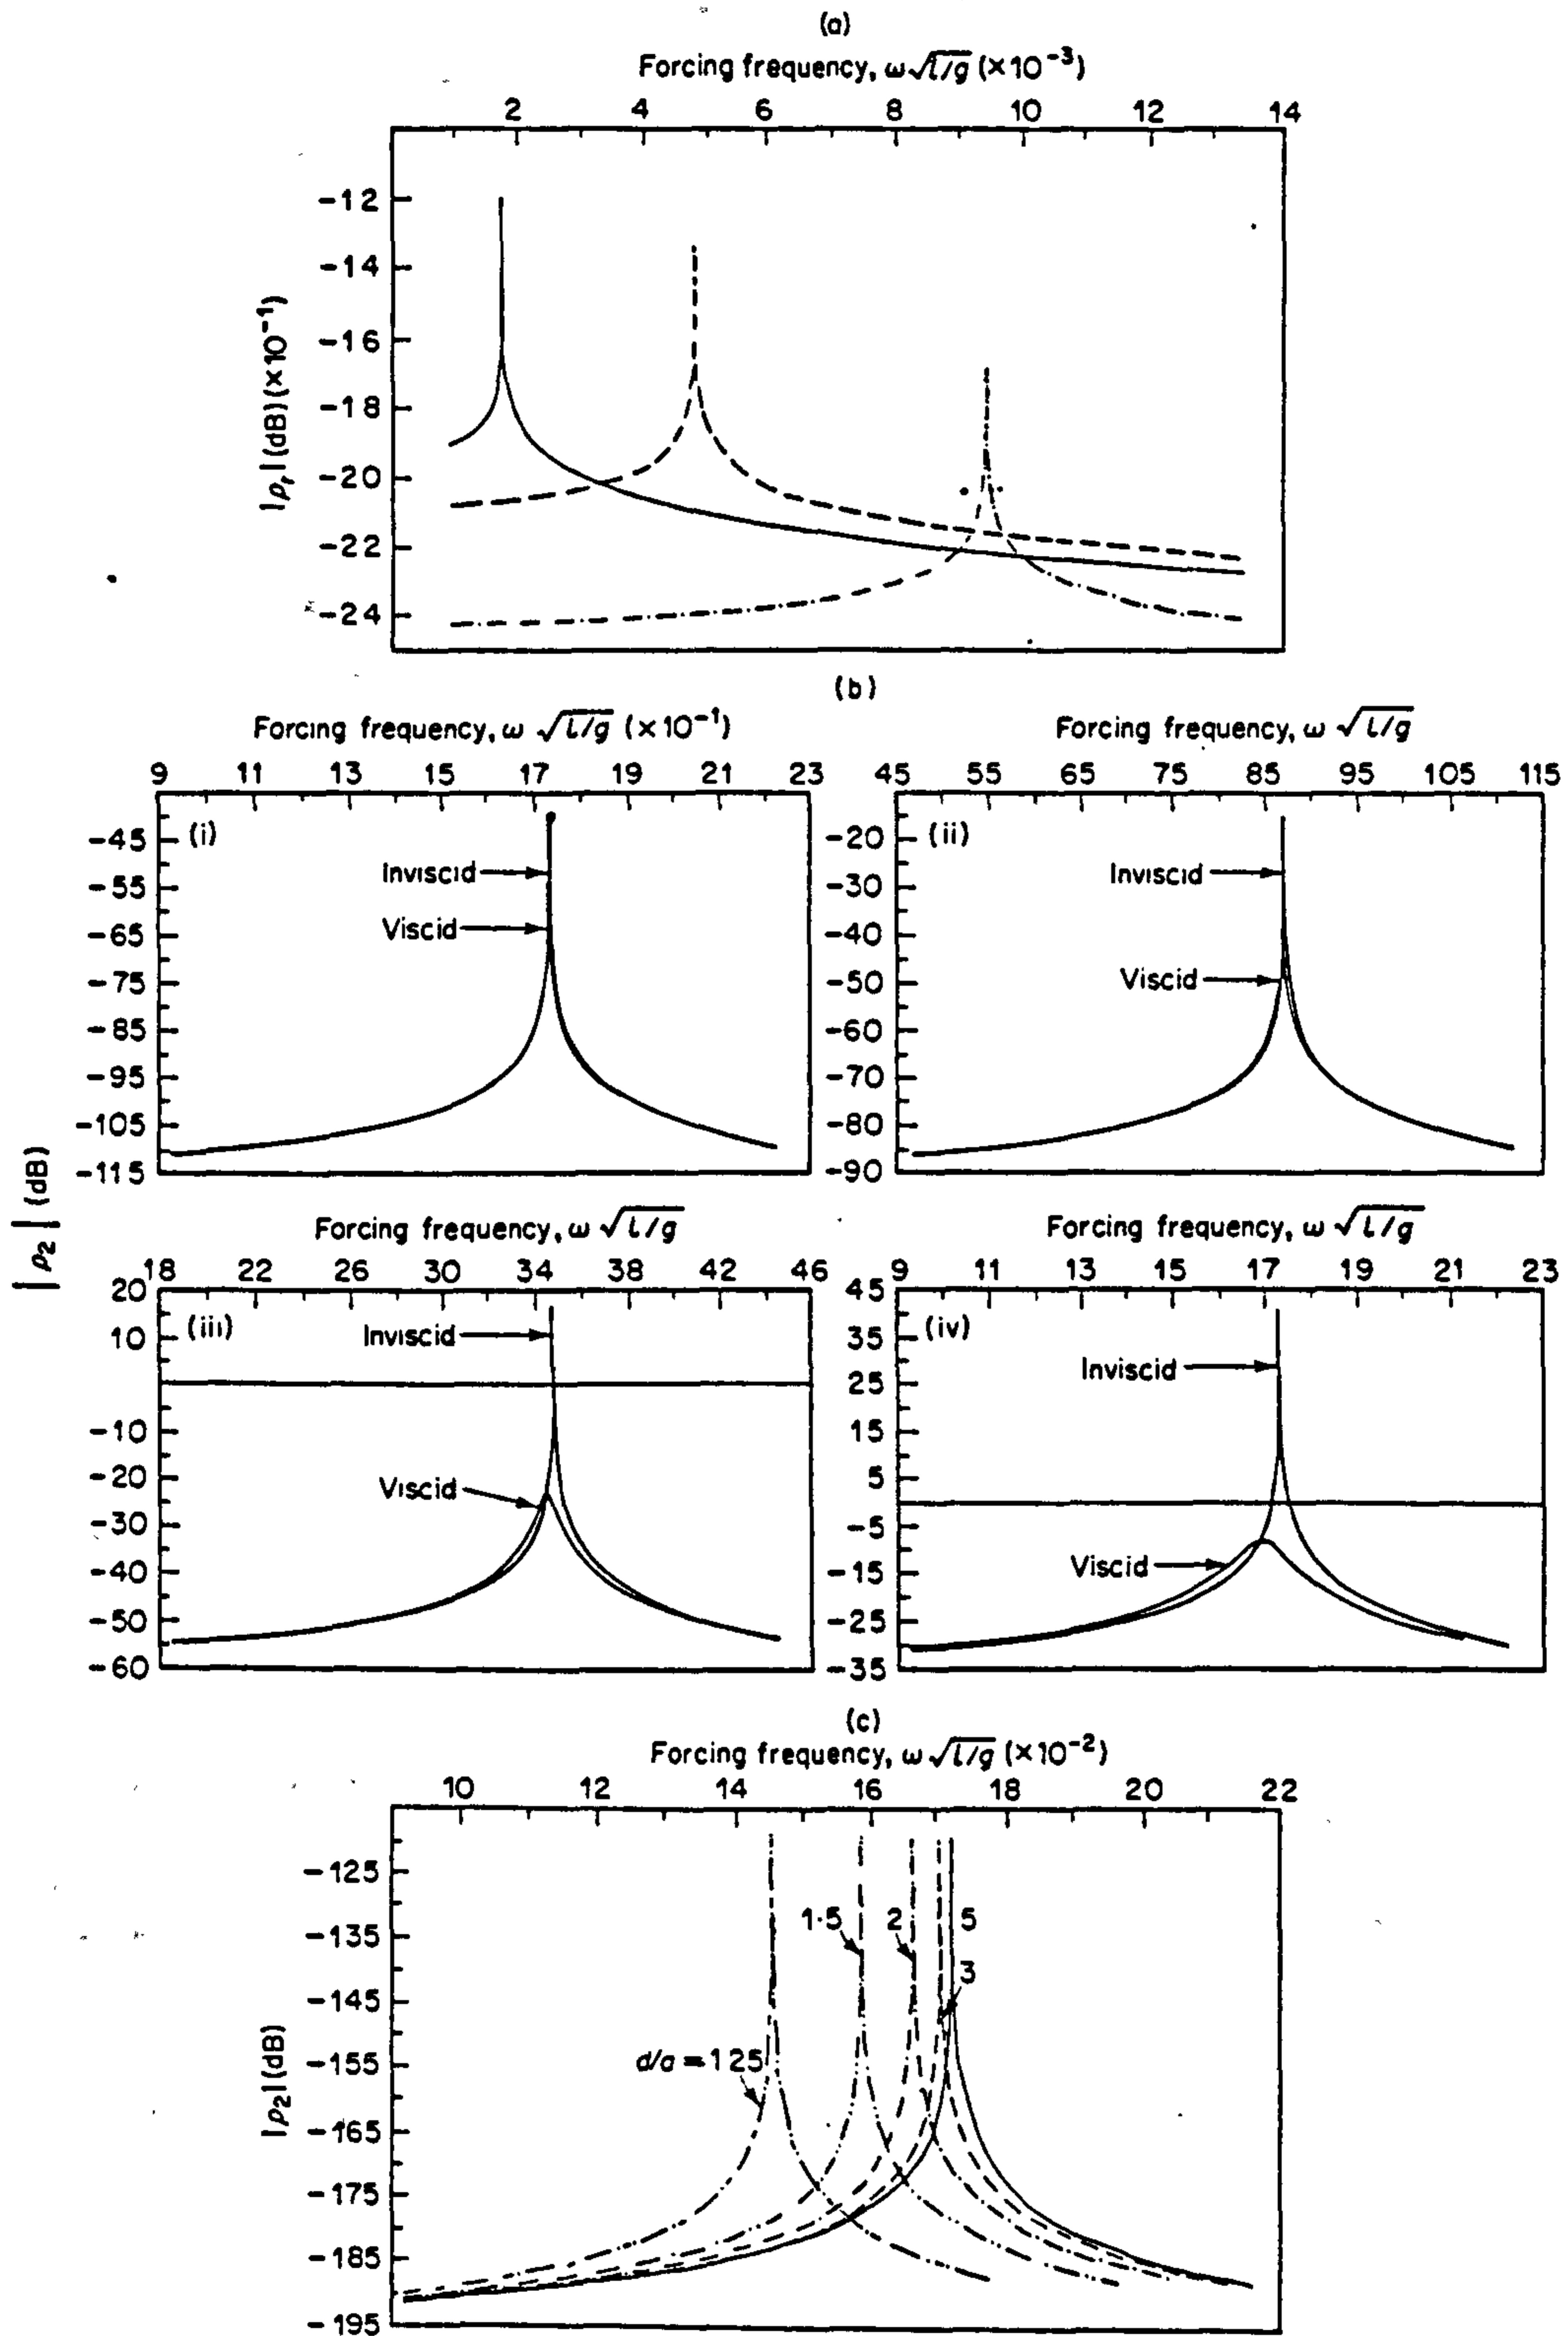 (a)
Forcing frequency, ω √l/g (×10⁻³)
2 4 6 8 10 12 14
-12
-14
-16
-18
-20
-22
-24
|ρᵣ| (dB) (×10⁻¹)
(b)
Forcing frequency, ω √l/g (×10⁻¹)
9 11 13 15 17 19 21 23
-45
-55
-65
-75
-85
-95
-105
-115
(i)
Inviscid
Viscid
Forcing frequency, ω √l/g
45 55 65 75 85 95 105 115
-20
-30
-40
-50
-60
-70
-80
-90
(ii)
Inviscid
Viscid
|ρ₂| (dB)
Forcing frequency, ω √l/g
18 22 26 30 34 38 42 46
20
10
-10
-20
-30
-40
-50
-60
(iii)
Inviscid
Viscid
Forcing frequency, ω √l/g
9 11 13 15 17 19 21 23
45
35
25
15
5
-5
-15
-25
-35
(iv)
Inviscid
Viscid
(c)
Forcing frequency, ω √l/g (×10⁻²)
10 12 14 16 18 20 22
-125
-135
-145
-155
-165
-175
-185
-195
|ρ₂| (dB)
1·5 2 5
3
d/a = 1 25